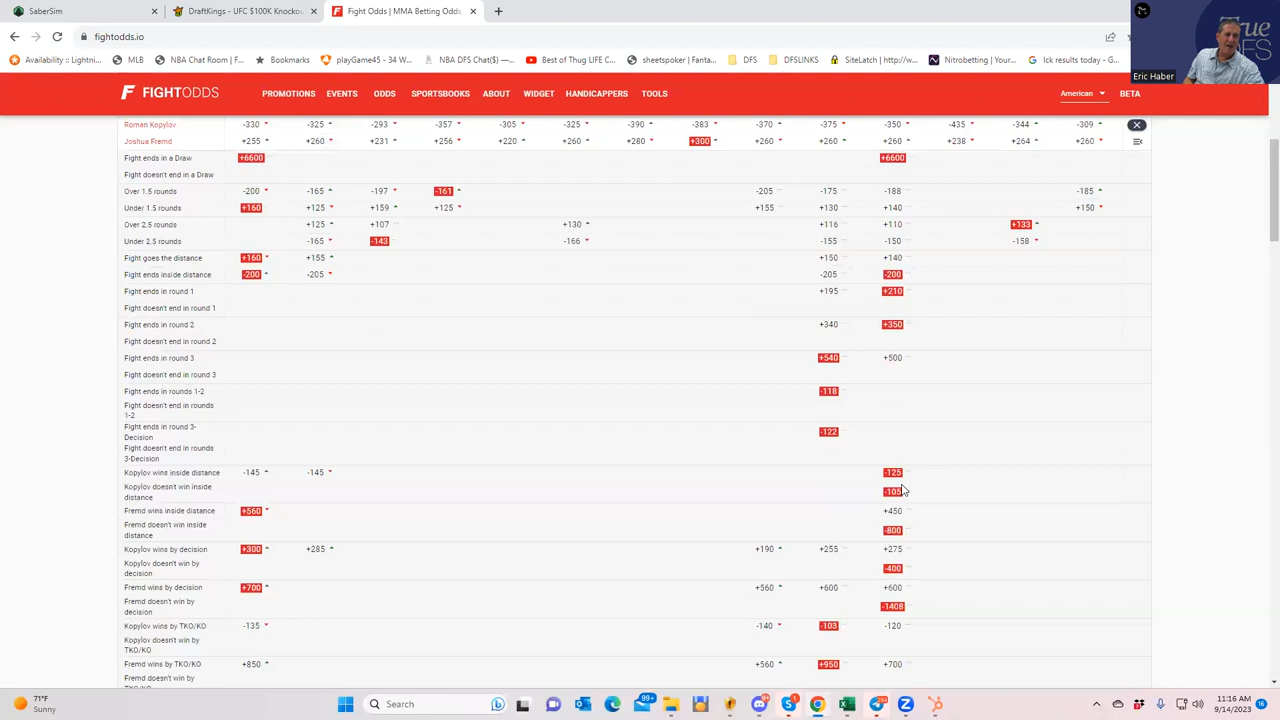 SaberSim
DraftKings - UFC $100K Knockou
Fight Odds | MMA Betting Odds
fightodds.io
Availability :: Lightni...
MLB
NBA Chat Room | F...
Bookmarks
playGame45 - 34 W...
NBA DFS Chat($) —...
Best of Thug LIFE C...
sheetspoker | Fanta...
DFS
DFSLINKS
SiteLatch | http://w...
Nitrobetting | Your...
Ick results today - G...
True
DFS
Eric Haber
FIGHTODDS
PROMOTIONS
EVENTS
ODDS
SPORTSBOOKS
ABOUT
WIDGET
HANDICAPPERS
TOOLS
American
BETA
Roman Kopylov -330 -325 -293 -357 -305 -325 -390 -383 -370 -375 -350 -435 -344 -309
Joshua Fremd +255 +260 +231 +256 +220 +260 +280 +300 +260 +260 +260 +238 +264 +260
Fight ends in a Draw +6600 +6600
Fight doesn't end in a Draw
Over 1.5 rounds -200 -165 -197 -161 -205 -175 -188 -185
Under 1.5 rounds +160 +125 +159 +125 +155 +130 +140 +150
Over 2.5 rounds +125 +107 +130 +116 +110 +133
Under 2.5 rounds -165 -143 -166 -155 -150 -158
Fight goes the distance +160 +155 +150 +140
Fight ends inside distance -200 -205 -205 -200
Fight ends in round 1 +195 +210
Fight doesn't end in round 1
Fight ends in round 2 +340 +350
Fight doesn't end in round 2
Fight ends in round 3 +540 +500
Fight doesn't end in round 3
Fight ends in rounds 1-2 -118
Fight doesn't end in rounds
1-2
Fight ends in round 3-
Decision -122
Fight doesn't end in rounds
3-Decision
Kopylov wins inside distance -145 -145 -125
Kopylov doesn't win inside
distance -105
Fremd wins inside distance +560 +450
Fremd doesn't win inside
distance -800
Kopylov wins by decision +300 +285 +190 +255 +275
Kopylov doesn't win by
decision -400
Fremd wins by decision +700 +560 +600 +600
Fremd doesn't win by
decision -1408
Kopylov wins by TKO/KO -135 -140 -103 -120
Kopylov doesn't win by
TKO/KO
Fremd wins by TKO/KO +850 +560 +950 +700
Fremd doesn't win by
71°F
Sunny
Search
99+
11:16 AM
9/14/2023
16